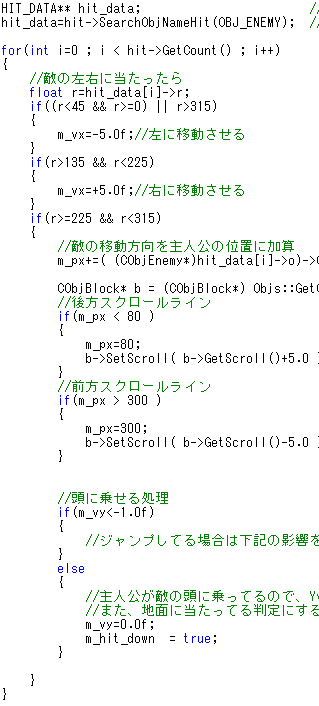 HIT_DATA** hit_data; //
hit_data=hit->SearchObjNameHit(OBJ_ENEMY); //
for(int i=0 ; i < hit->GetCount() ; i++)
{
//敵の左右に当たったら
float r=hit_data[i]->r;
if((r<45 && r>=0) || r>315)
{
m_vx=-5.0f;//左に移動させる
}
if(r>135 && r<225)
{
m_vx=+5.0f;//右に移動させる
}
if(r>=225 && r<315)
{
//敵の移動方向を主人公の位置に加算
m_px+=( (CObjEnemy*)hit_data[i]->o)->
CObjBlock* b = (CObjBlock*) Objs::Get
//後方スクロールライン
if(m_px < 80 )
{
m_px=80;
b->SetScroll( b->GetScroll()+5.0
}
//前方スクロールライン
if(m_px > 300 )
{
m_px=300;
b->SetScroll( b->GetScroll()-5.0
}
//頭に乗せる処理
if(m_vy<-1.0f)
{
//ジャンプしてる場合は下記の影響を
}
else
{
//主人公が敵の頭に乗ってるので、
//また、地面に当たってる判定にする
m_vy=0.0f;
m_hit_down = true;
}
}
}